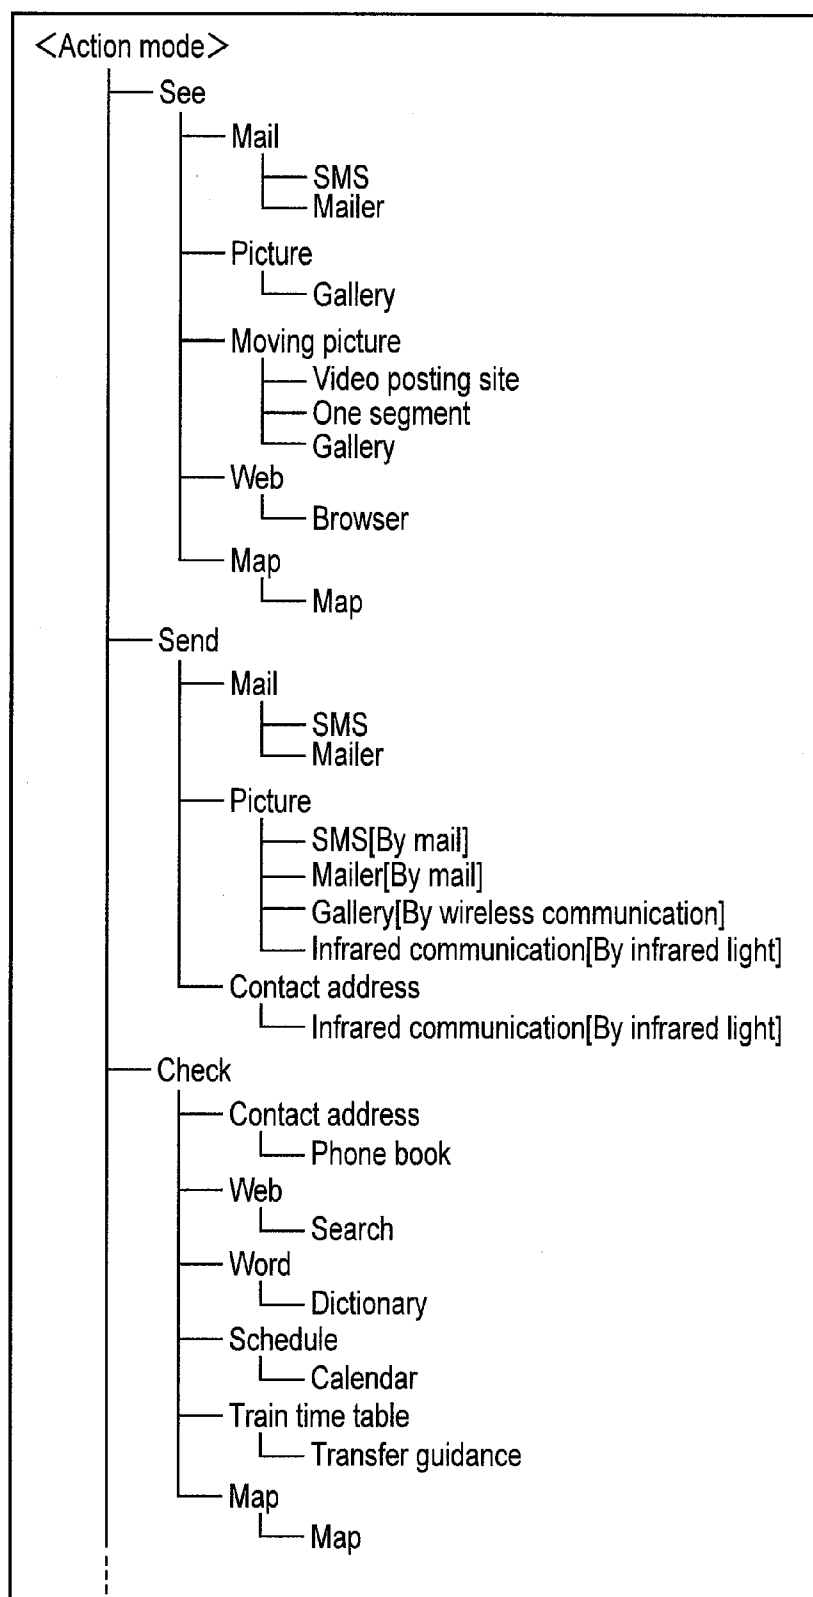 <Action mode>
See
Mail
SMS
Mailer
Picture
Gallery
Moving picture
Video posting site
One segment
Gallery
Web
Browser
Map
Map
Send
Mail
SMS
Mailer
Picture
SMS[By mail]
Mailer[By mail]
Gallery[By wireless communication]
Infrared communication[By infrared light]
Contact address
Infrared communication[By infrared light]
Check
Contact address
Phone book
Web
Search
Word
Dictionary
Schedule
Calendar
Train time table
Transfer guidance
Map
Map